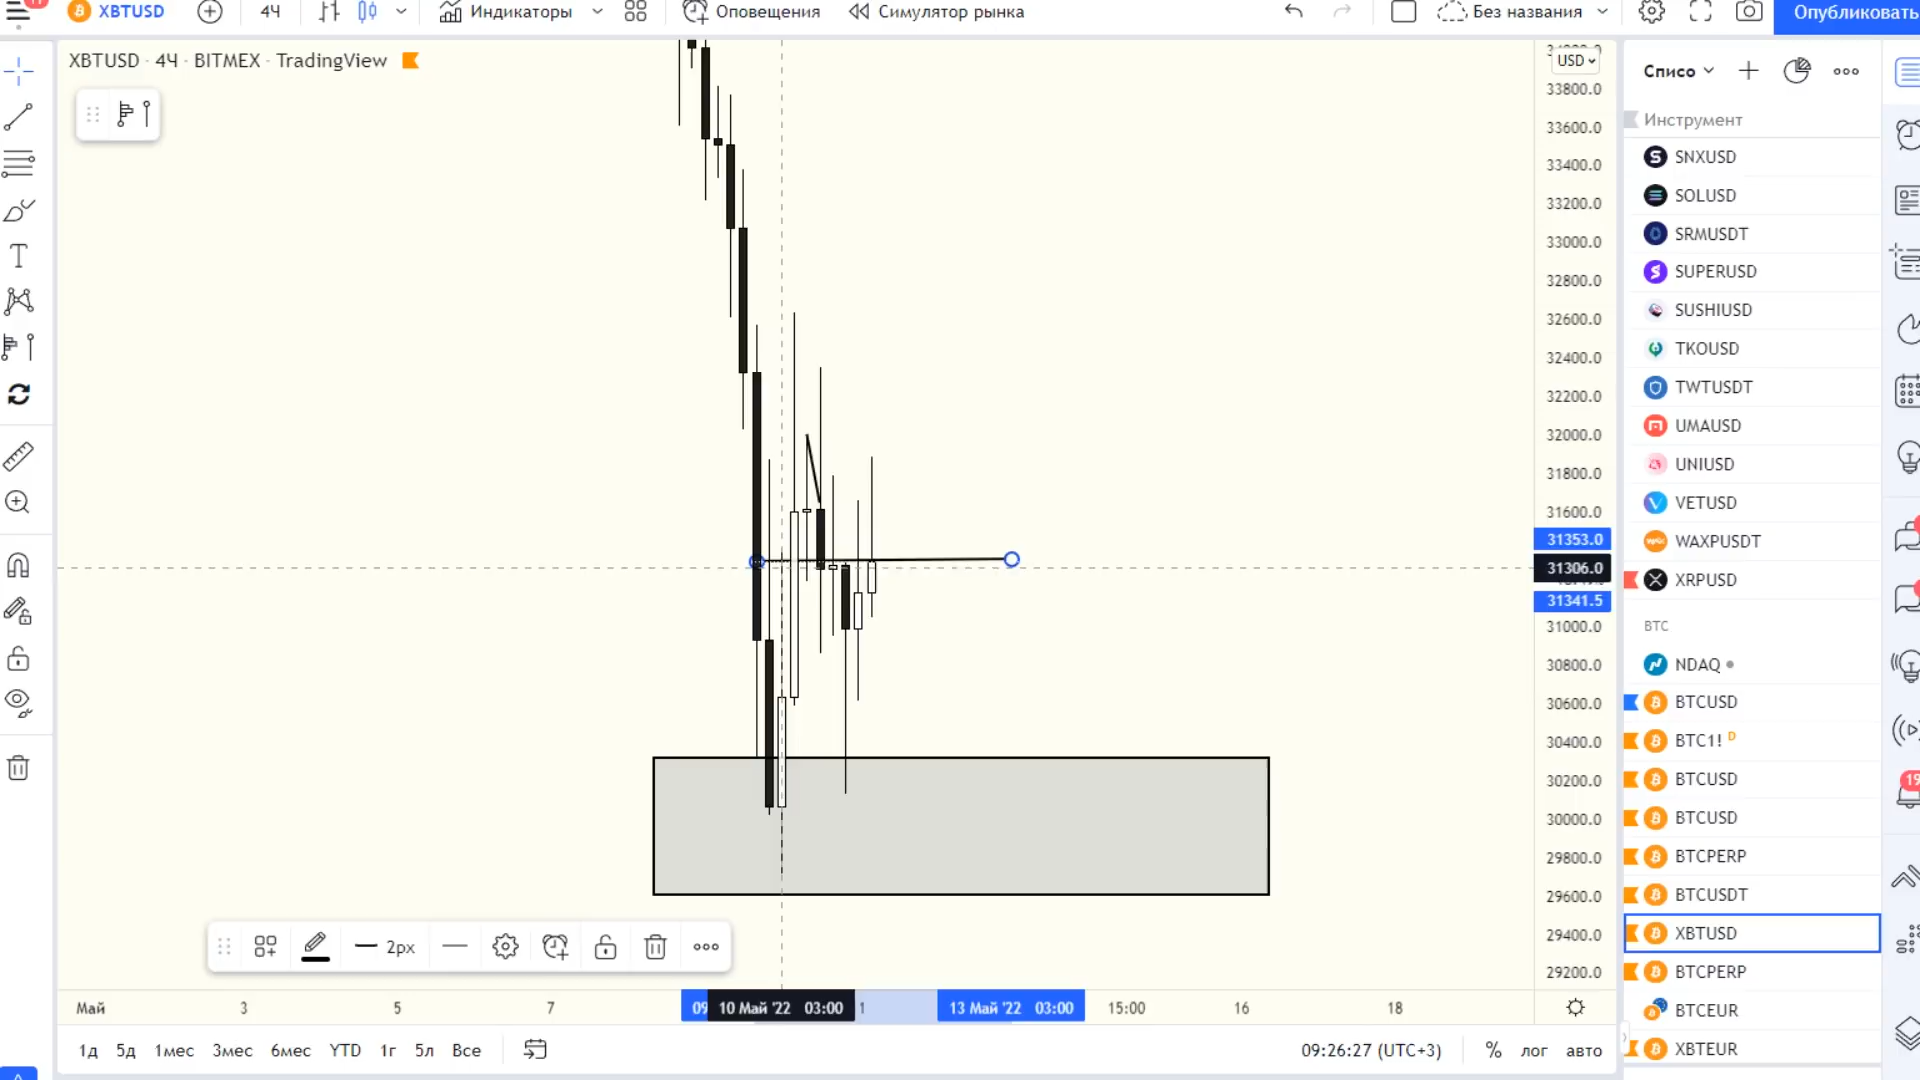 XBTUSD
4Ч
Индикаторы
Оповещения
Симулятор рынка
Без названия
Опубликовать
XBTUSD · 4Ч · BITMEX · TradingView
USD
33800.0
33600.0
33400.0
33200.0
33000.0
32800.0
32600.0
32400.0
32200.0
32000.0
31800.0
31600.0
31353.0
31306.0
31341.5
31000.0
30800.0
30600.0
30400.0
30200.0
30000.0
29800.0
29600.0
29400.0
29200.0
Списо
Инструмент
SNXUSD
SOLUSD
SRMUSDT
SUPERUSD
SUSHIUSD
TKOUSD
TWTUSDT
UMAUSD
UNIUSD
VETUSD
WAXPUSDT
XRPUSD
BTC
NDAQ
BTCUSD
BTC1! D
BTCUSD
BTCUSD
BTCPERP
BTCUSDT
XBTUSD
BTCPERP
BTCEUR
XBTEUR
19
2px
Май 3 5 7 09 10 Май '22 03:00 1 13 Май '22 03:00 15:00 16 18
1д 5д 1мес 3мес 6мес YTD 1г 5л Все
09:26:27 (UTC+3) % лог авто